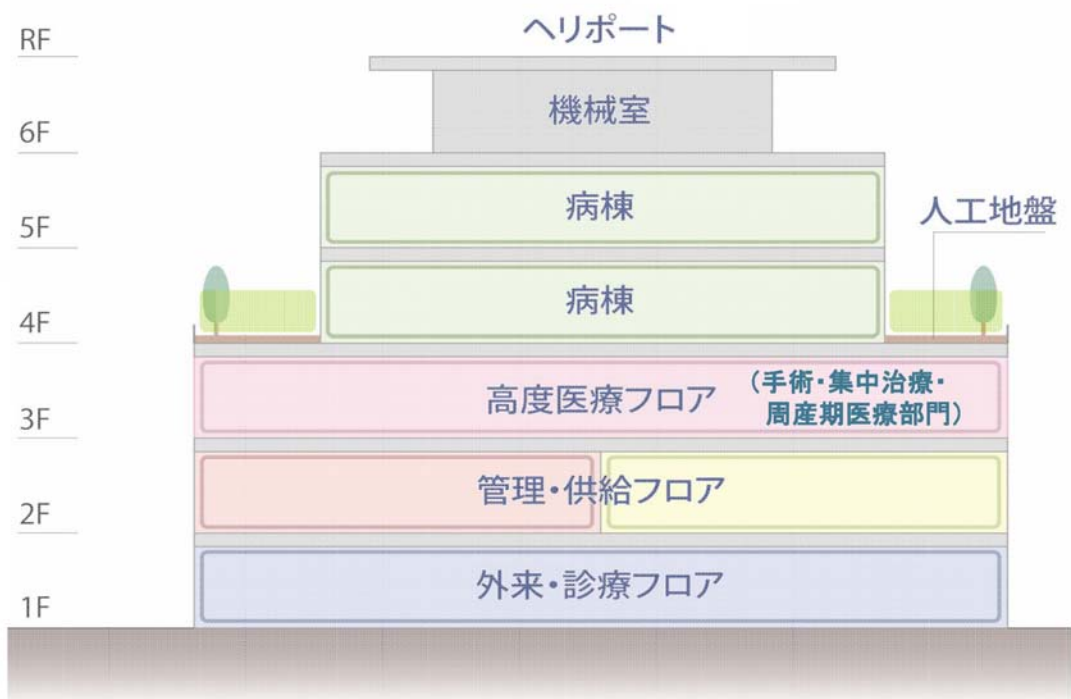 RF
ヘリポート
機械室
6F
病棟
5F
人工地盤
病棟
4F
高度医療フロア
（手術・集中治療・
周産期医療部門）
3F
管理・供給フロア
2F
外来・診療フロア
1F